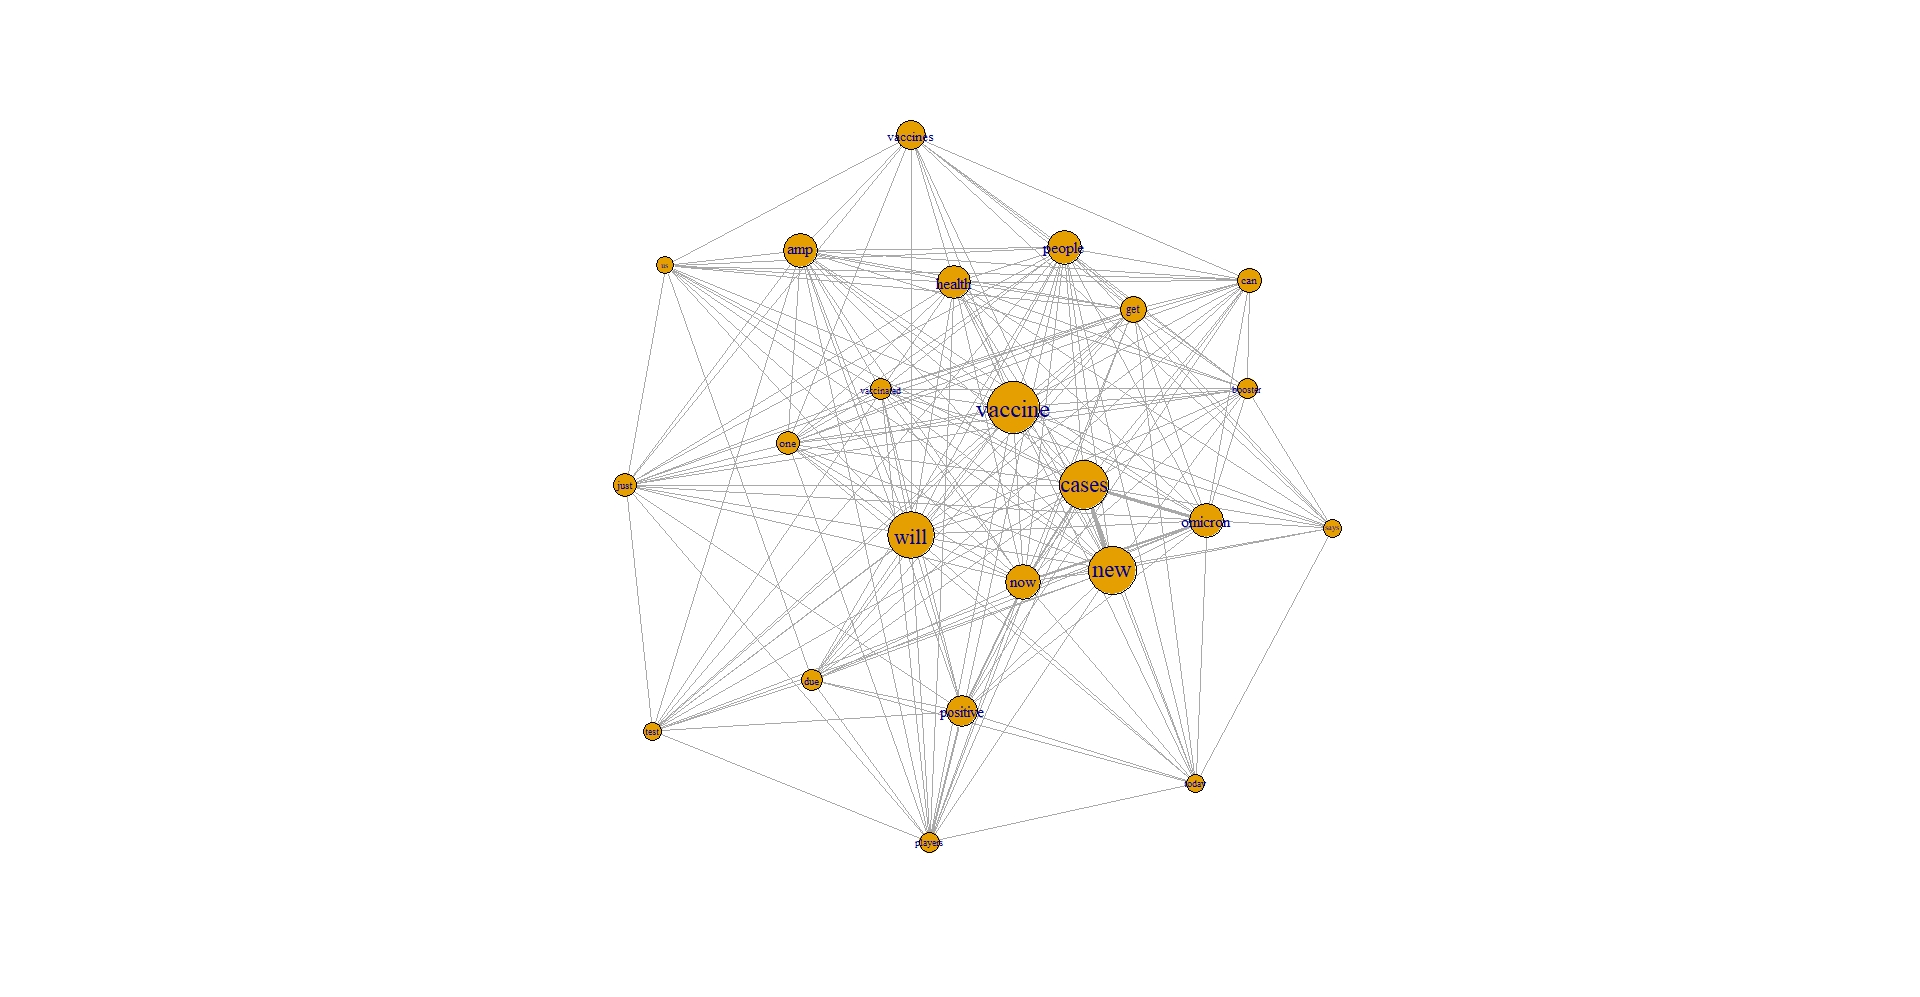 vaccines
amp
people
us
health
can
get
vaccinated
booster
vaccine
one
just
cases
omicron
says
will
new
now
due
positive
test
today
players